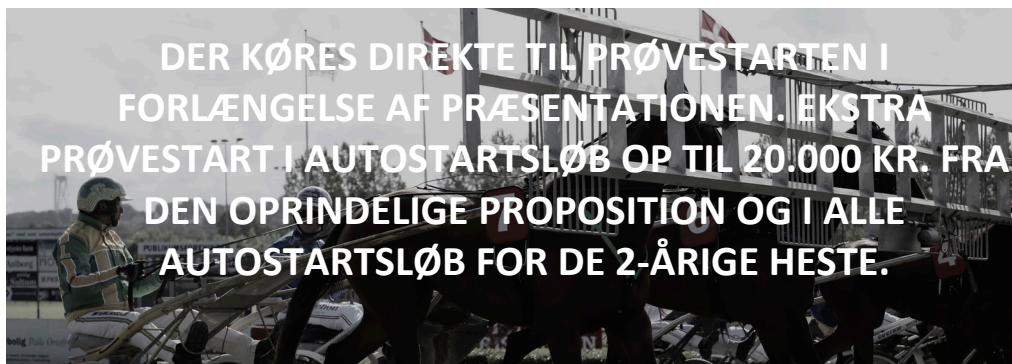 DER KØRES DIREKTE TIL PRØVESTARTEN I
FORLÆNGELSE AF PRÆSENTATIONEN. EKSTRA
PRØVESTART I AUTOSTARTSLØB OP TIL 20.000 KR. FRA
DEN OPRINDELIGE PROPOSITION OG I ALLE
AUTOSTARTSLØB FOR DE 2-ÅRIGE HESTE.
7